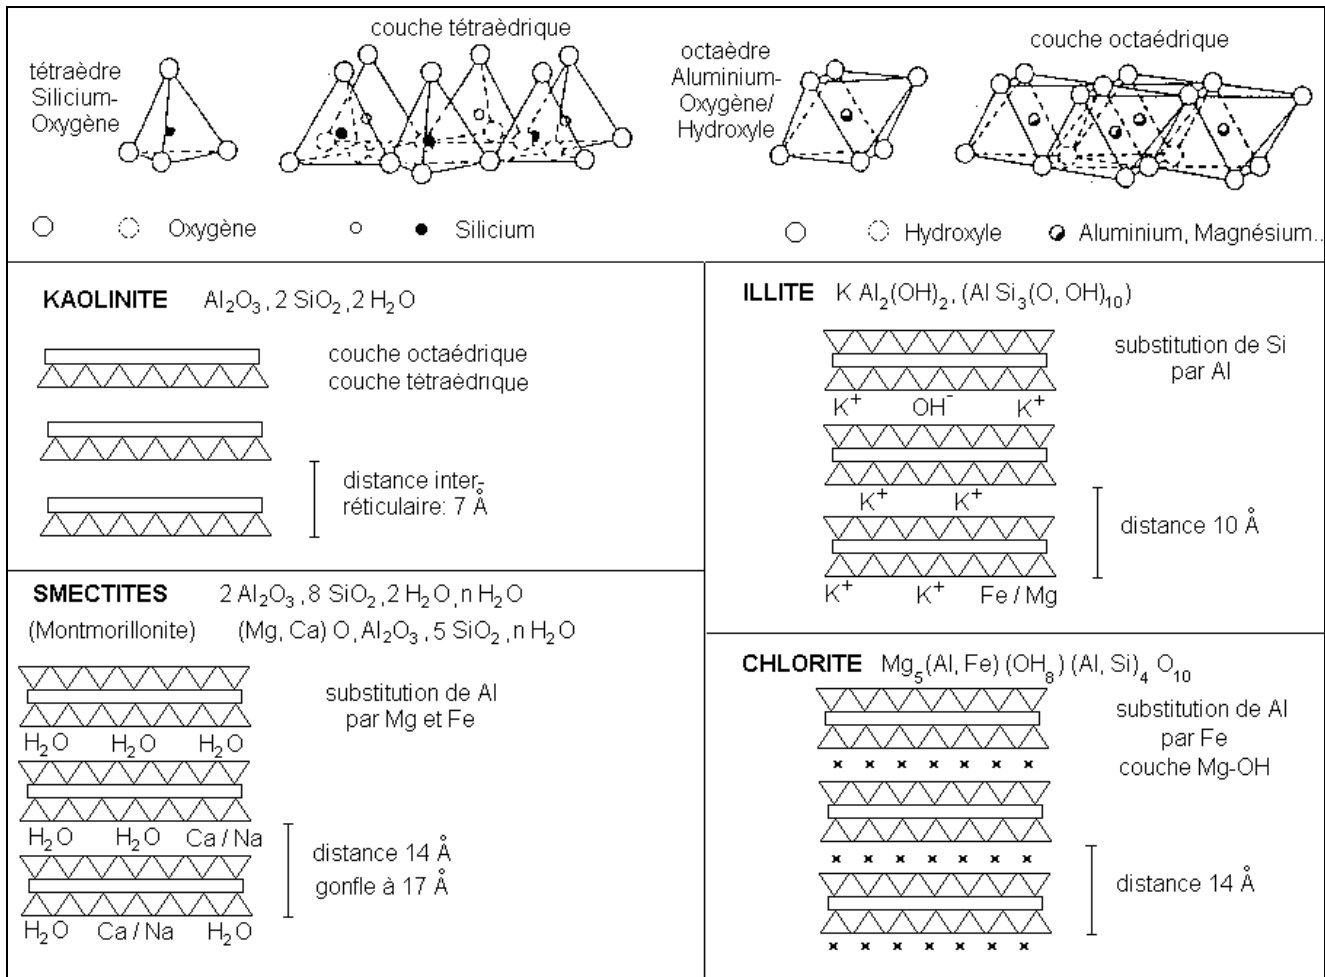 couche tétraèdrique
tétraèdre
Silicium-
Oxygène
octaèdre
Aluminium-
Oxygène/
Hydroxyle
couche octaédrique
Oxygène
Silicium
Hydroxyle
Aluminium, Magnésium..
KAOLINITE Al2O3, 2 SiO2, 2 H2O
couche octaédrique
couche tétraédrique
distance inter-
réticulaire: 7 Å
ILLITE K Al2(OH)2, (Al Si3(O, OH)10)
substitution de Si
par Al
K+ OH- K+
K+ K+
distance 10 Å
K+ K+ Fe / Mg
SMECTITES 2 Al2O3, 8 SiO2, 2 H2O, n H2O
(Montmorillonite) (Mg, Ca) O, Al2O3, 5 SiO2, n H2O
substitution de Al
par Mg et Fe
H2O H2O H2O
H2O H2O Ca / Na
distance 14 Å
gonfle à 17 Å
H2O Ca / Na H2O
CHLORITE Mg5(Al, Fe) (OH8) (Al, Si)4 O10
substitution de Al
par Fe
couche Mg-OH
distance 14 Å